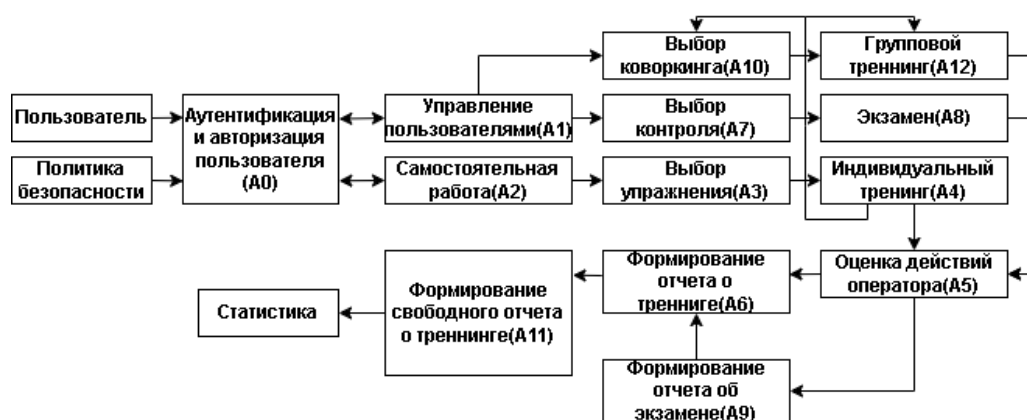 Выбор
коворкинга(А10)
Групповой
треннинг(А12)
Пользователь
Аутентификация
и авторизация
пользователя
(А0)
Управление
пользователями(А1)
Выбор
контроля(А7)
Экзамен(А8)
Политика
безопасности
Самостоятельная
работа(А2)
Выбор
упражнения(А3)
Индивидуальный
тренинг(А4)
Оценка действий
оператора(А5)
Формирование
отчета о
тренниге(А6)
Формирование
свободного отчета
о треннинге(А11)
Статистика
Формирование
отчета об
экзамене(А9)